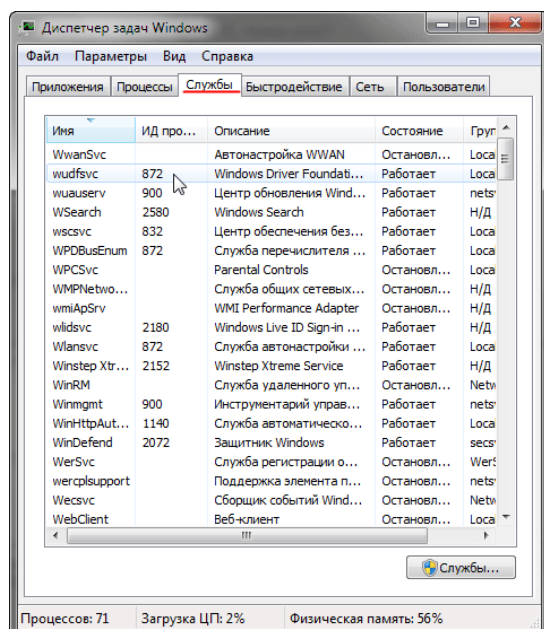 Диспетчер задач Windows
Файл Параметры Вид Справка
Приложения Процессы Службы Быстродействие Сеть Пользователи
Имя ИД про... Описание Состояние Груп
WwanSvc Автонастройка WWAN Остановл... Loca
wudfsvc 872 Windows Driver Foundati... Работает Loca
wuauserv 900 Центр обновления Wind... Работает nets
WSearch 2580 Windows Search Работает Н/Д
wscsvc 832 Центр обеспечения без... Работает Loca
WPDBusEnum 872 Служба перечислителя ... Работает Loca
WPCSvc Parental Controls Остановл... Loca
WMPNetwo... Служба общих сетевых... Остановл... Н/Д
wmiApSrv WMI Performance Adapter Остановл... Н/Д
wlidsvc 2180 Windows Live ID Sign-in ... Работает Н/Д
Wlansvc 872 Служба автонастройки ... Работает Loca
Winstep Xtr... 2152 Winstep Xtreme Service Работает Н/Д
WinRM Служба удаленного уп... Остановл... Netw
Winmgmt 900 Инструментарий управ... Работает nets
WinHttpAut... 1140 Служба автоматическо... Работает Loca
WinDefend 2072 Защитник Windows Работает secs
WerSvc Служба регистрации о... Остановл... WerS
wercplsupport Поддержка элемента п... Остановл... nets
Wecsvc Сборщик событий Wind... Остановл... Netw
WebClient Веб-клиент Остановл... Loca
Службы...
Процессов: 71 Загрузка ЦП: 2% Физическая память: 56%